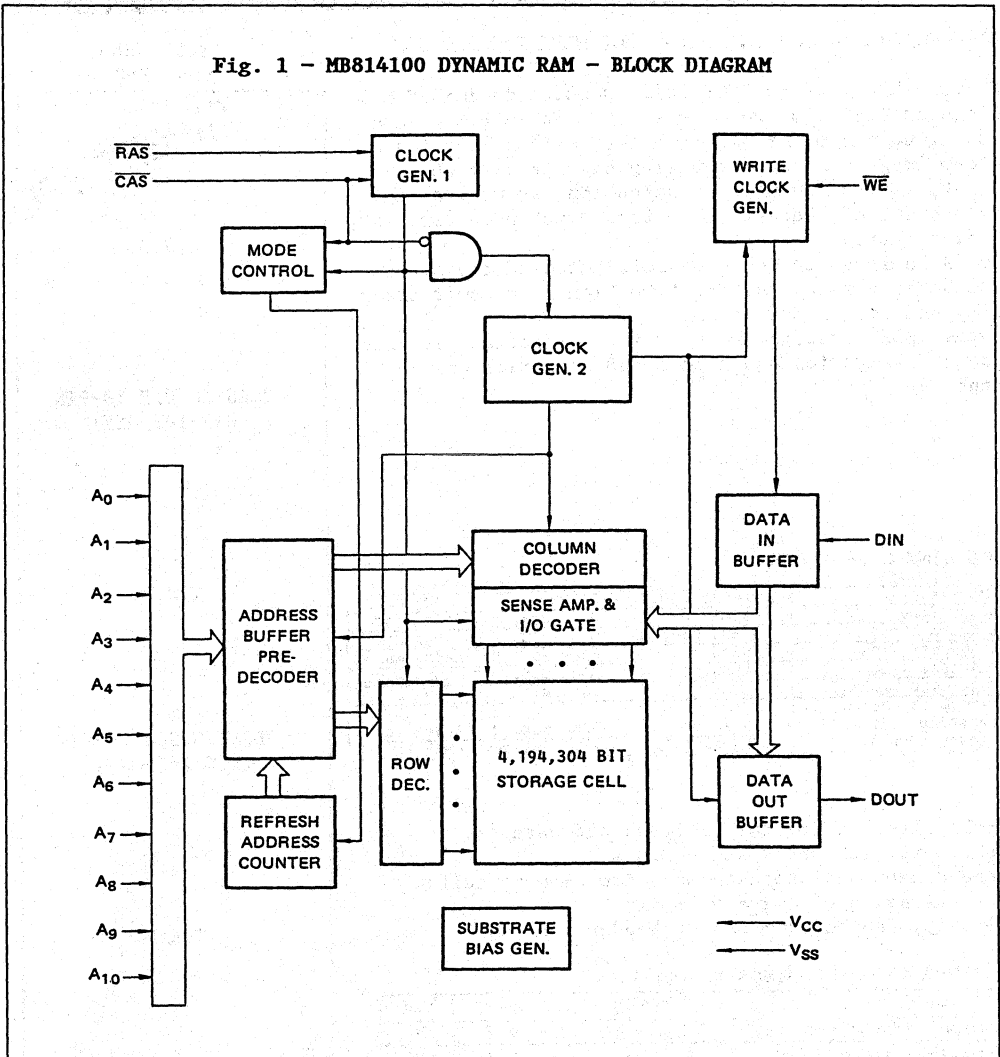 Fig. 1 - MB814100 DYNAMIC RAM - BLOCK DIAGRAM
R̅A̅S̅
C̅A̅S̅
CLOCK
GEN. 1
WRITE
CLOCK
GEN.
W̅E̅
MODE
CONTROL
CLOCK
GEN. 2
A0
A1
A2
A3
A4
A5
A6
A7
A8
A9
A10
ADDRESS
BUFFER
PRE-
DECODER
REFRESH
ADDRESS
COUNTER
COLUMN
DECODER
SENSE AMP. &
I/O GATE
ROW
DEC.
4,194,304 BIT
STORAGE CELL
DATA
IN
BUFFER
DIN
DATA
OUT
BUFFER
DOUT
SUBSTRATE
BIAS GEN.
VCC
VSS